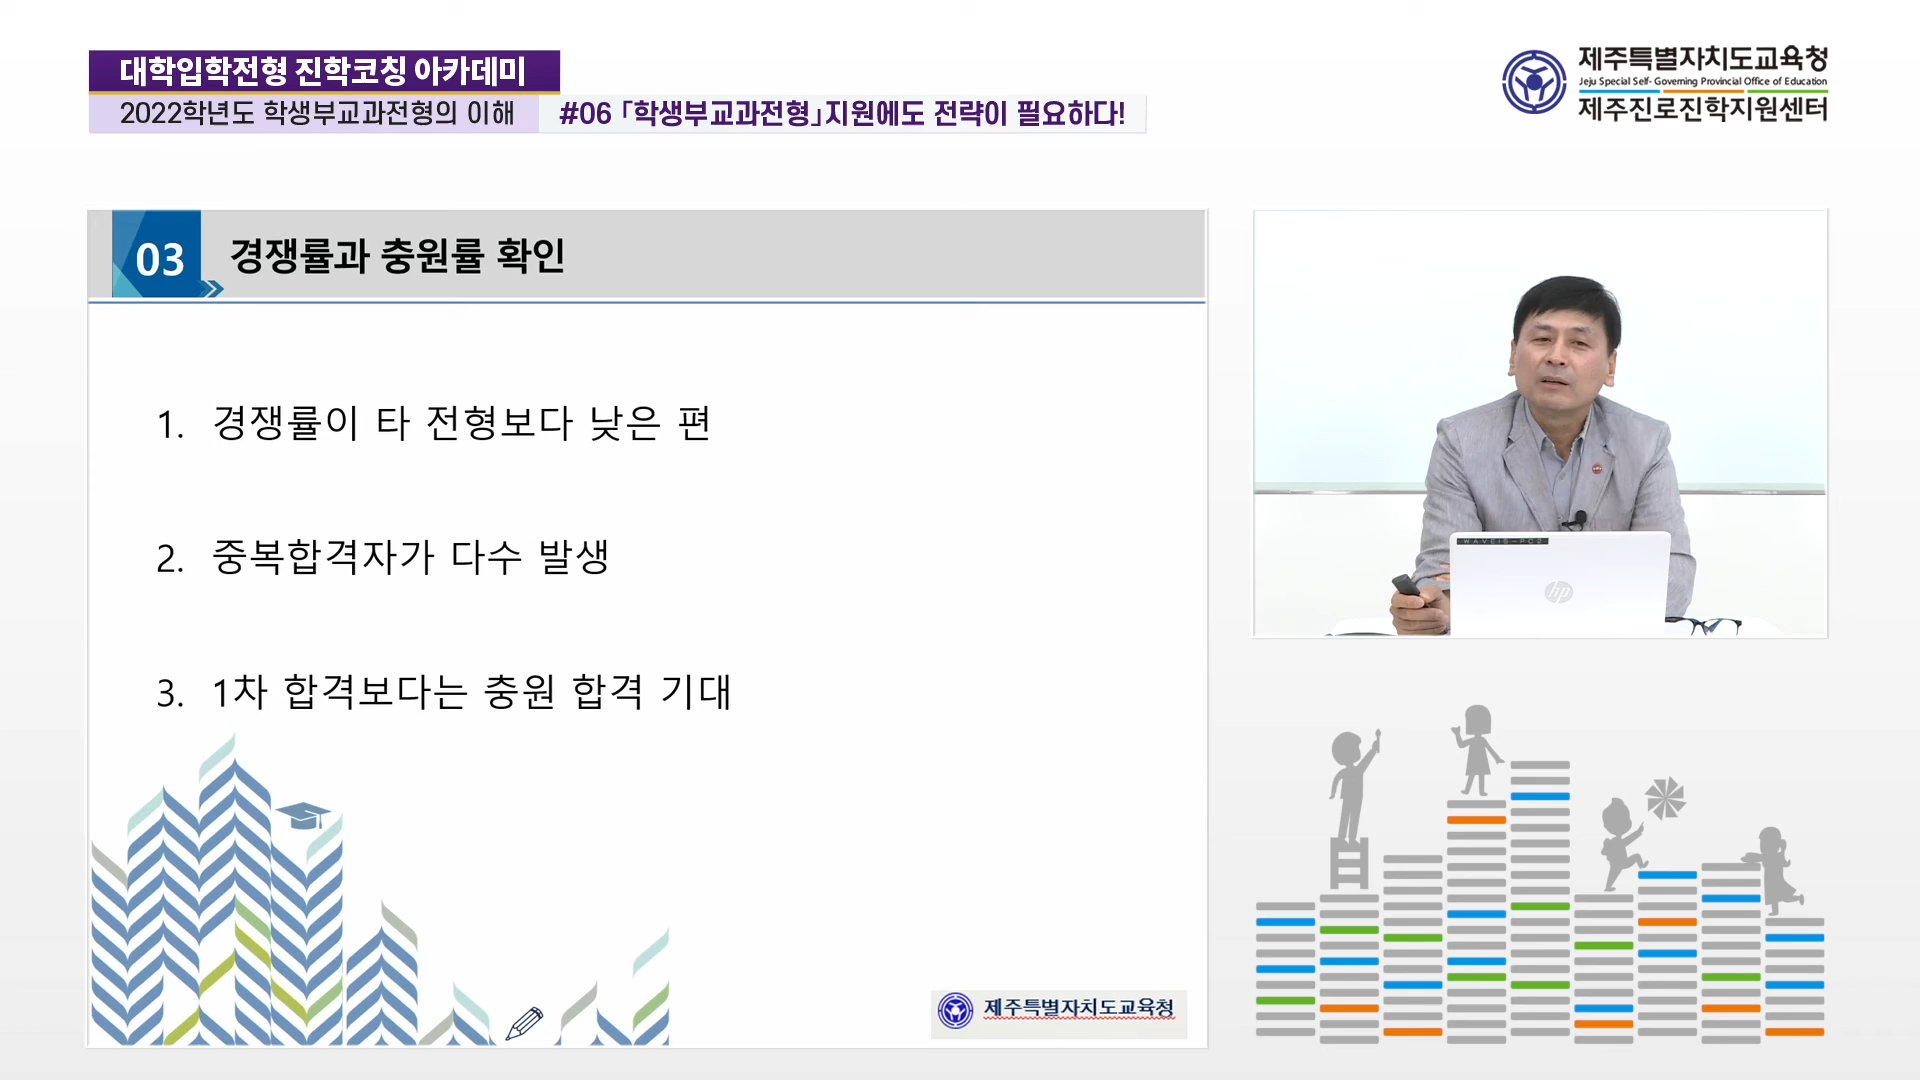 대학입학전형 진학코칭 아카데미
2022학년도 학생부교과전형의 이해
#06 「학생부교과전형」지원에도 전략이 필요하다!
제주특별자치도교육청
Jeju Special Self- Governing Provincial Office of Education
제주진로진학지원센터
03 경쟁률과 충원률 확인
1. 경쟁률이 타 전형보다 낮은 편
2. 중복합격자가 다수 발생
3. 1차 합격보다는 충원 합격 기대
제주특별자치도교육청
WAVEIS-PC2
hp